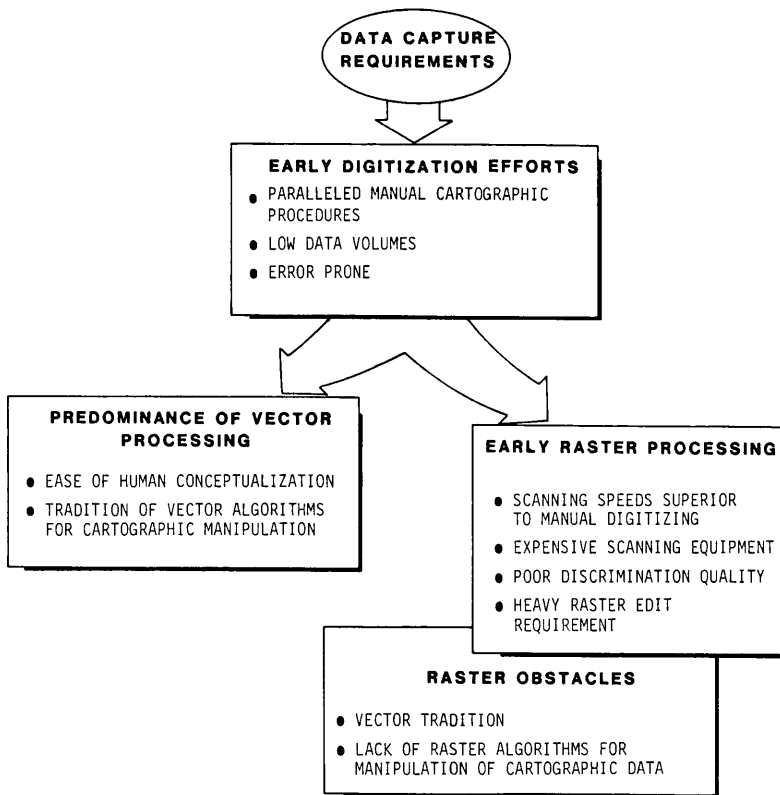 DATA CAPTURE
REQUIREMENTS
EARLY DIGITIZATION EFFORTS
● PARALLELED MANUAL CARTOGRAPHIC
PROCEDURES
● LOW DATA VOLUMES
● ERROR PRONE
PREDOMINANCE OF VECTOR
PROCESSING
● EASE OF HUMAN CONCEPTUALIZATION
● TRADITION OF VECTOR ALGORITHMS
FOR CARTOGRAPHIC MANIPULATION
EARLY RASTER PROCESSING
● SCANNING SPEEDS SUPERIOR
TO MANUAL DIGITIZING
● EXPENSIVE SCANNING EQUIPMENT
● POOR DISCRIMINATION QUALITY
● HEAVY RASTER EDIT
REQUIREMENT
RASTER OBSTACLES
● VECTOR TRADITION
● LACK OF RASTER ALGORITHMS FOR
MANIPULATION OF CARTOGRAPHIC DATA